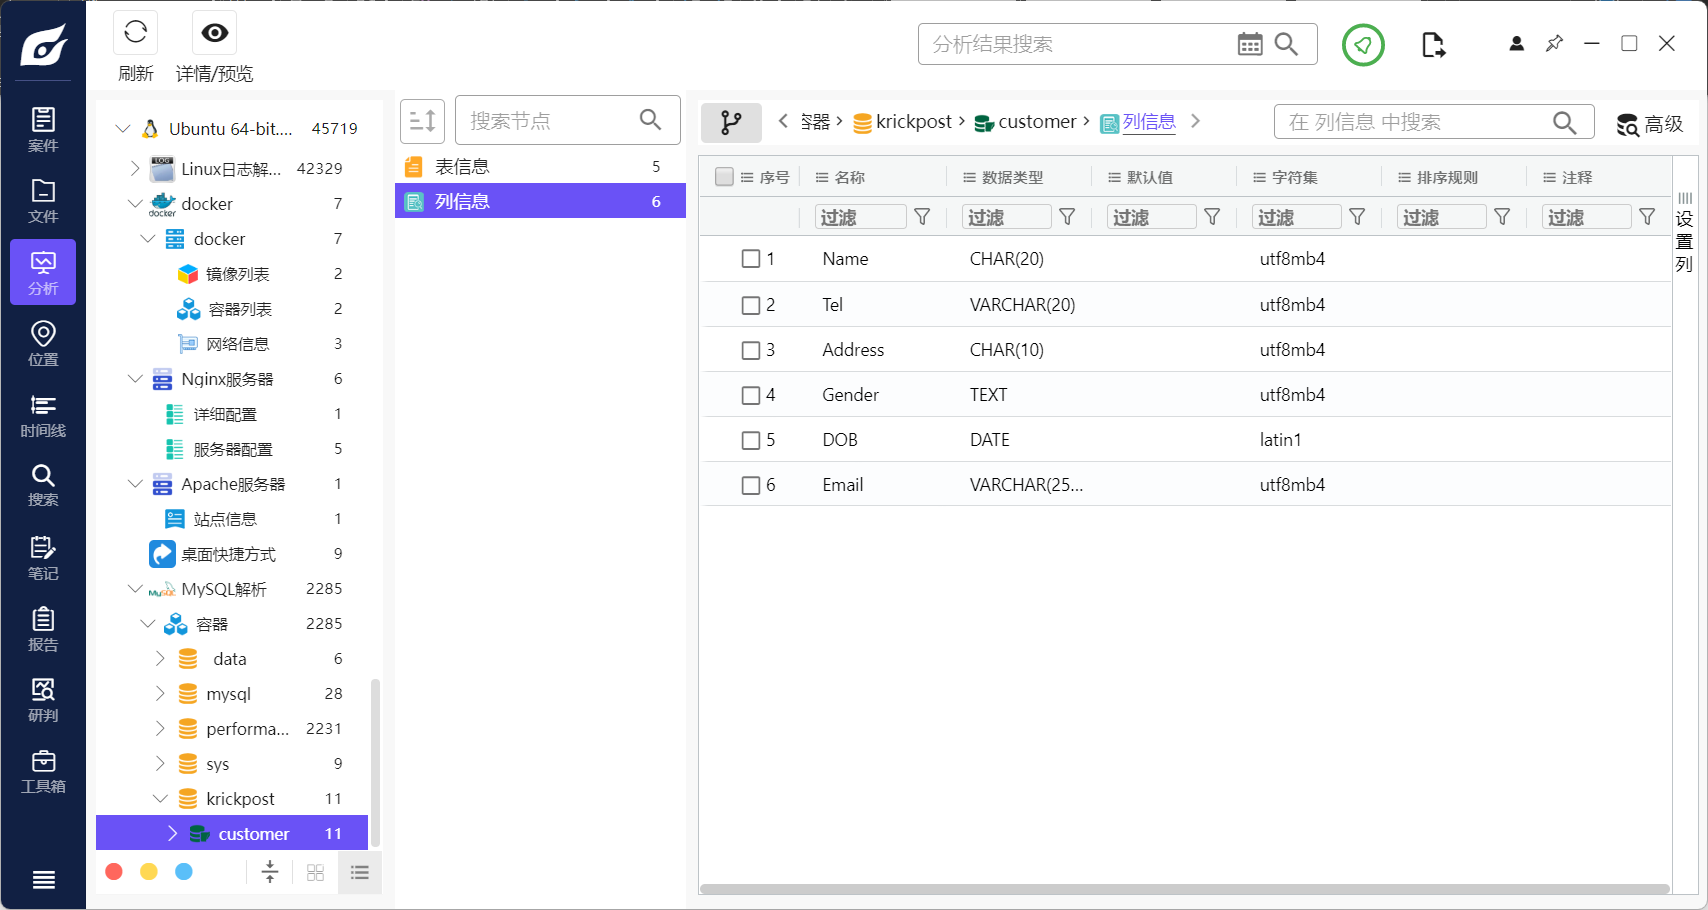 刷新
详情/预览
分析结果搜索
案件
文件
分析
位置
时间线
搜索
笔记
报告
研判
工具箱
Ubuntu 64-bit.... 45719
LOG Linux日志解... 42329
docker docker 7
docker 7
镜像列表 2
容器列表 2
网络信息 3
Nginx服务器 6
详细配置 1
服务器配置 5
Apache服务器 1
站点信息 1
桌面快捷方式 9
MySQL MySQL解析 2285
容器 2285
data 6
mysql 28
performa... 2231
sys 9
krickpost 11
customer 11
搜索节点
表信息 5
列信息 6
容器 › krickpost › customer › 列信息
在 列信息 中搜索
高级
序号 名称 数据类型 默认值 字符集 排序规则 注释
过滤 过滤 过滤 过滤 过滤 过滤
1 Name CHAR(20) utf8mb4
2 Tel VARCHAR(20) utf8mb4
3 Address CHAR(10) utf8mb4
4 Gender TEXT utf8mb4
5 DOB DATE latin1
6 Email VARCHAR(25... utf8mb4
设置列